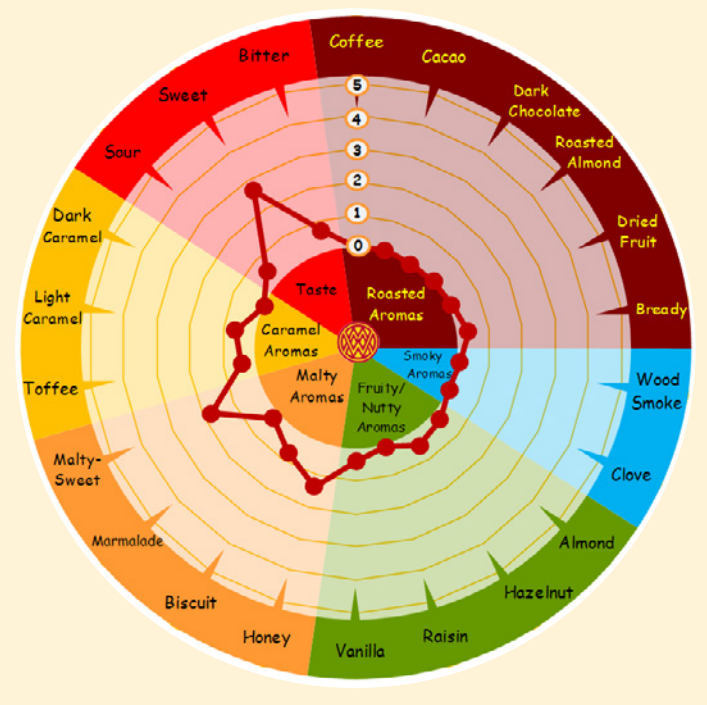 Coffee
Cacao
Dark
Chocolate
Roasted
Almond
Dried
Fruit
Bready
Wood
Smoke
Clove
Almond
Hazelnut
Raisin
Vanilla
Honey
Biscuit
Marmalade
Malty-
Sweet
Toffee
Light
Caramel
Dark
Caramel
Sour
Sweet
Bitter
5
4
3
2
1
0
Taste
Roasted
Aromas
Caramel
Aromas
Smoky
Aromas
Malty
Aromas
Fruity/
Nutty
Aromas